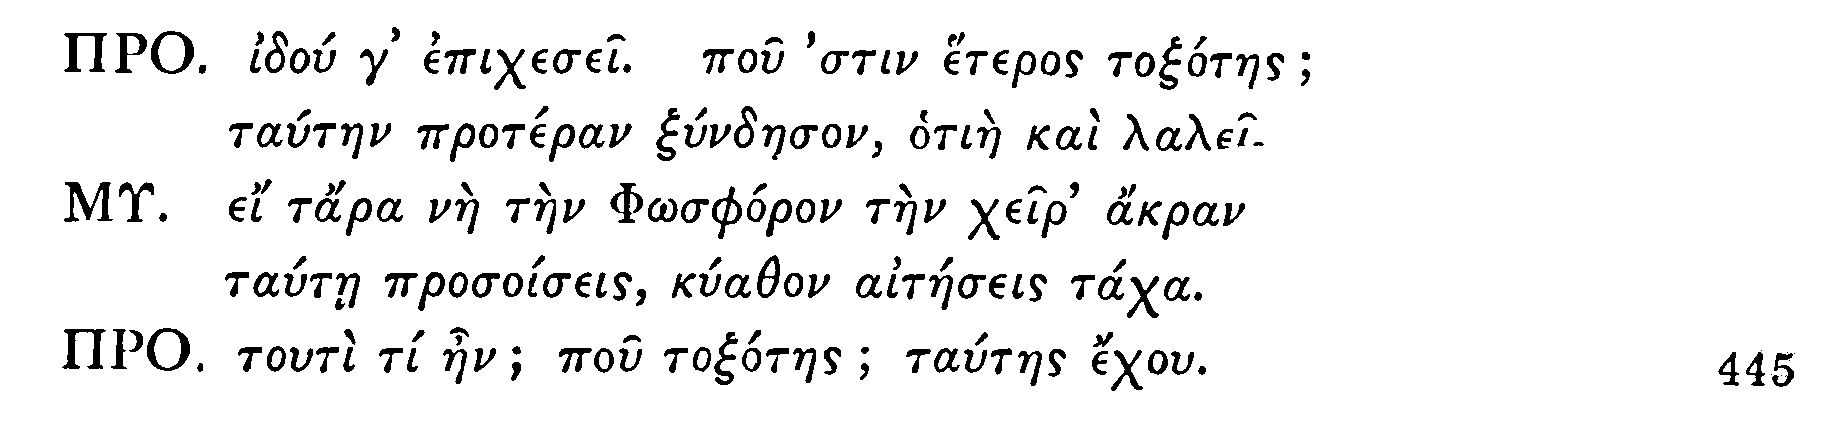 ΠΡΟ. ἰδού γ’ ἐπιχεσεῖ. ποῦ ’στιν ἕτερος τοξότης ;
ταύτην προτέραν ξύνδησον, ὁτιὴ καὶ λαλεῖ.
ΜΥ. εἴ τἄρα νὴ τὴν Φωσφόρον τὴν χεῖρ’ ἄκραν
ταύτῃ προσοίσεις, κύαθον αἰτήσεις τάχα.
ΠΡΟ. τουτὶ τί ἦν ; ποῦ τοξότης ; ταύτης ἔχου. 445